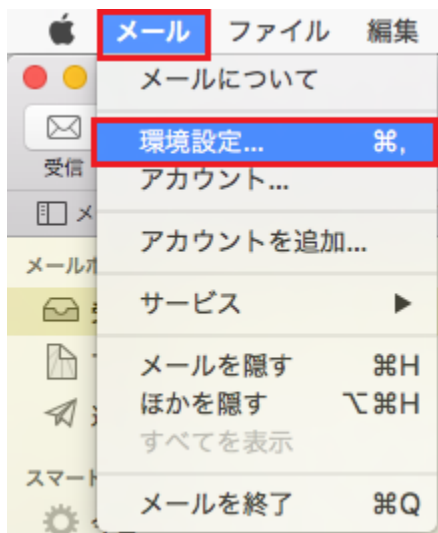 メール ファイル 編集
メールについて
環境設定... ⌘,
受信
アカウント...
メ
アカウントを追加...
メールボ
サービス ▶
メールを隠す ⌘H
ほかを隠す ⌥⌘H
すべてを表示
スマート
メールを終了 ⌘Q